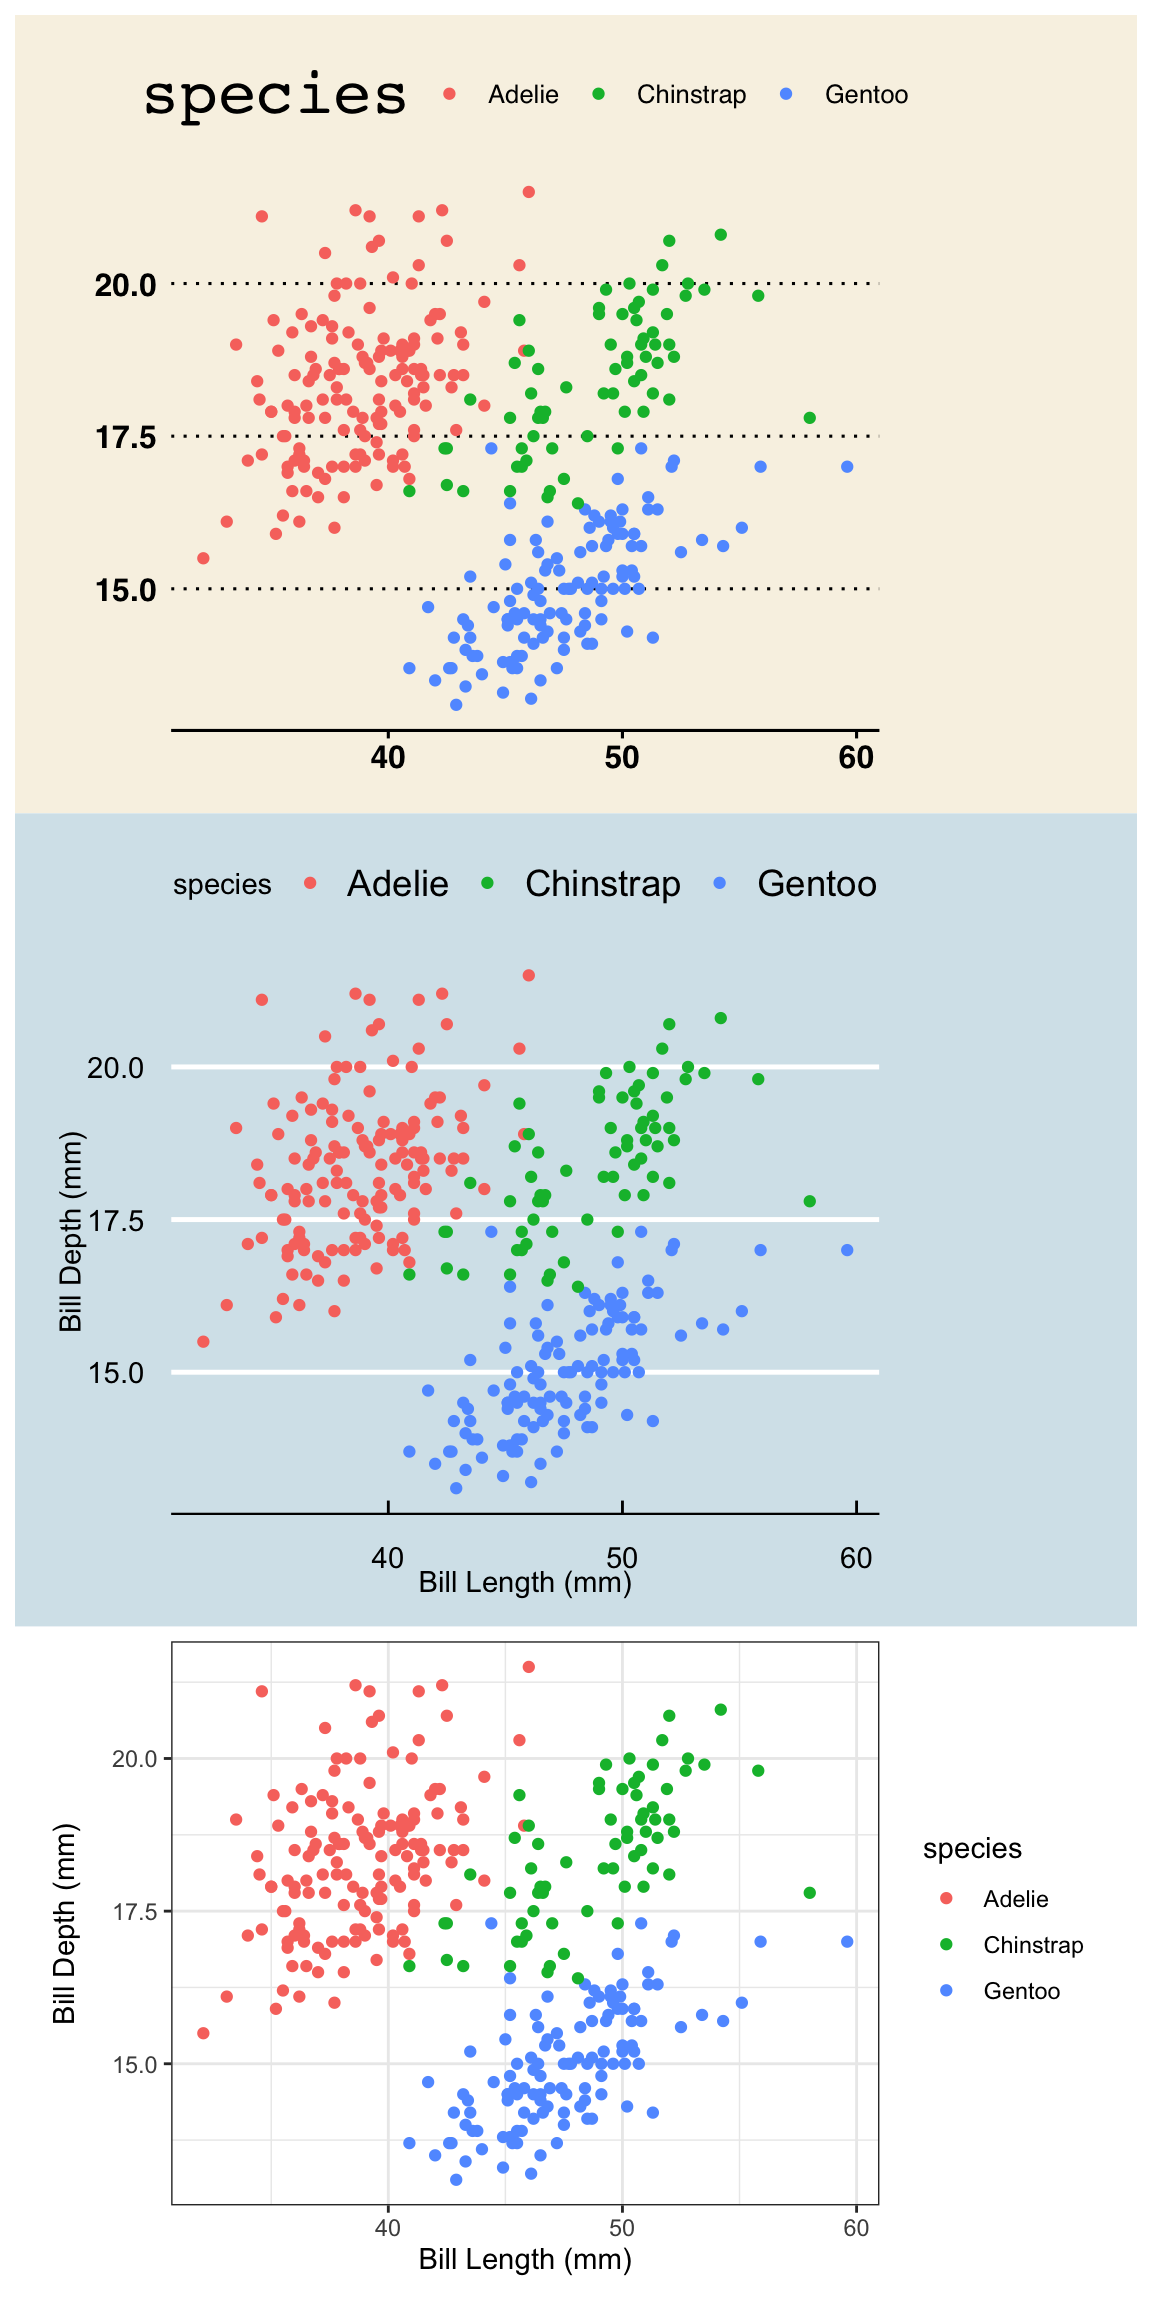 species Adelie Chinstrap Gentoo
20.0
17.5
15.0
40 50 60
species Adelie Chinstrap Gentoo
20.0
17.5
15.0
Bill Depth (mm)
40 50 60
Bill Length (mm)
20.0
17.5
15.0
Bill Depth (mm)
40 50 60
Bill Length (mm)
species
Adelie
Chinstrap
Gentoo